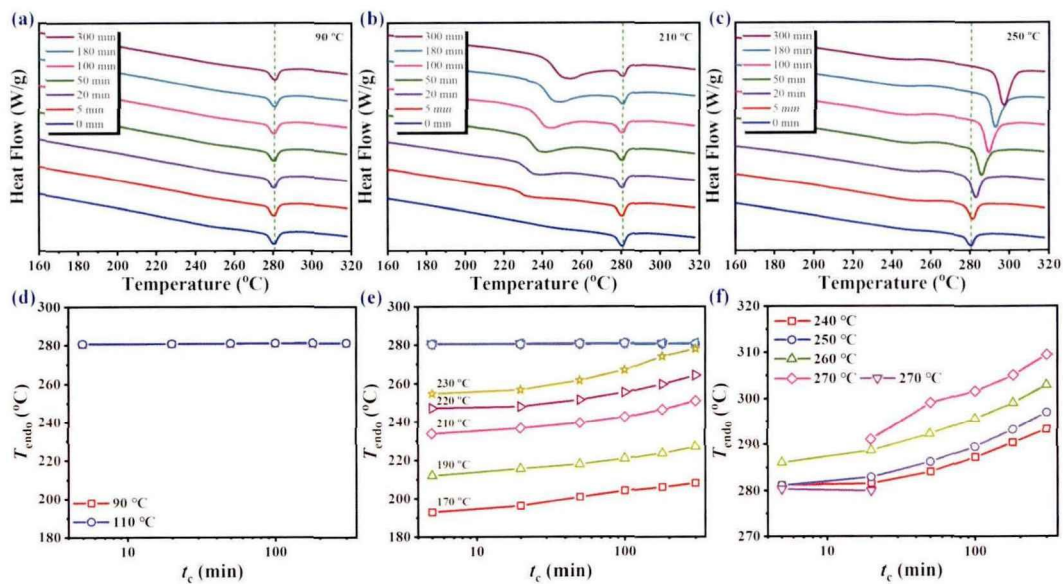 (a)
90 °C
300 min
180 min
100 min
50 min
20 min
5 min
0 min
Heat Flow (W/g)
160 180 200 220 240 260 280 300 320
Temperature (°C)
(b)
210 °C
300 min
180 min
100 min
50 min
20 min
5 min
0 min
Heat Flow (W/g)
160 180 200 220 240 260 280 300 320
Temperature (°C)
(c)
250 °C
300 min
180 min
100 min
50 min
20 min
5 min
0 min
Heat Flow (W/g)
160 180 200 220 240 260 280 300 320
Temperature (°C)
(d)
300
280
260
240
220
200
180
Tendo (°C)
90 °C
110 °C
10 100
tc (min)
(e)
300
280
260
240
220
200
180
Tendo (°C)
230 °C
220 °C
210 °C
190 °C
170 °C
10 100
tc (min)
(f)
320
310
300
290
280
270
Tendo (°C)
240 °C
250 °C
260 °C
270 °C 270 °C
10 100
tc (min)